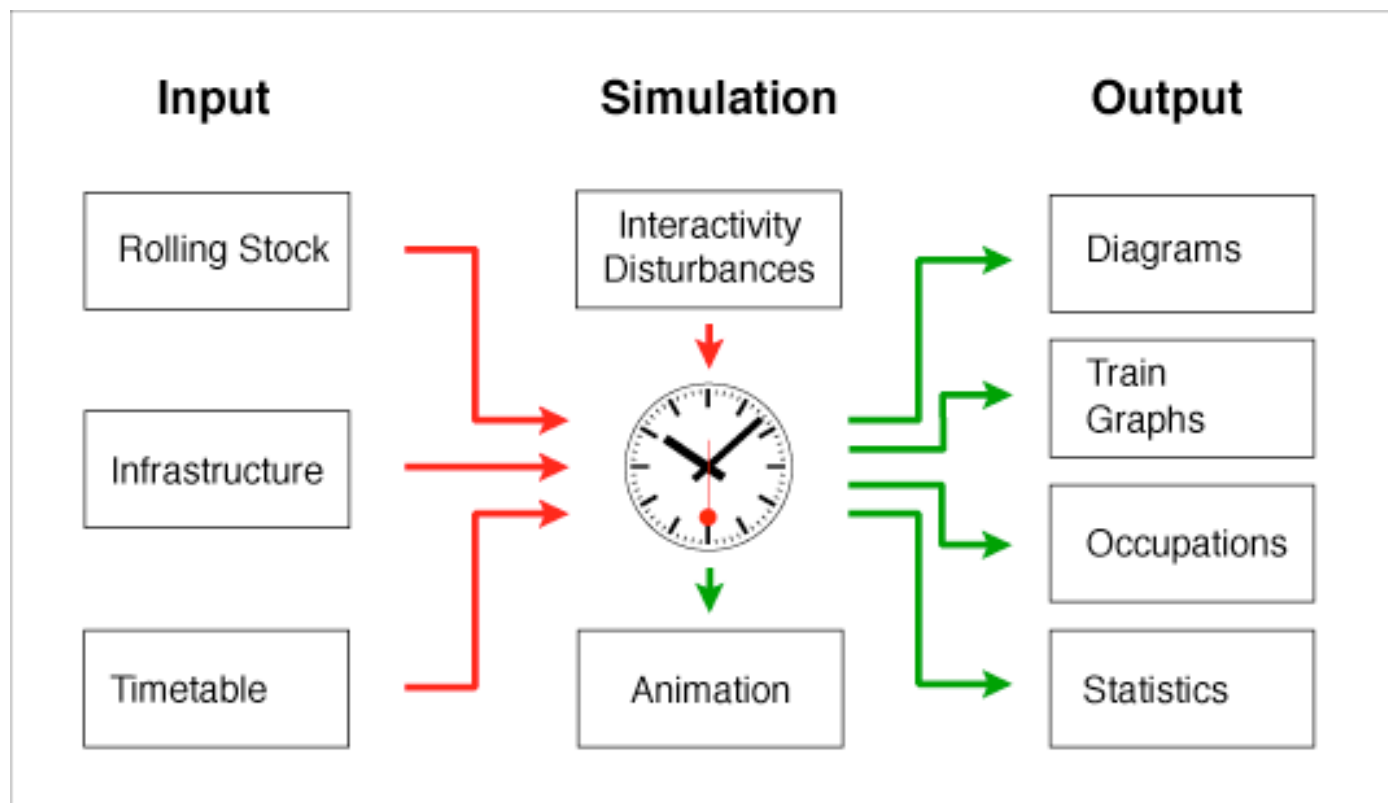 Input
Simulation
Output
Rolling Stock
Infrastructure
Timetable
Interactivity
Disturbances
Animation
Diagrams
Train
Graphs
Occupations
Statistics